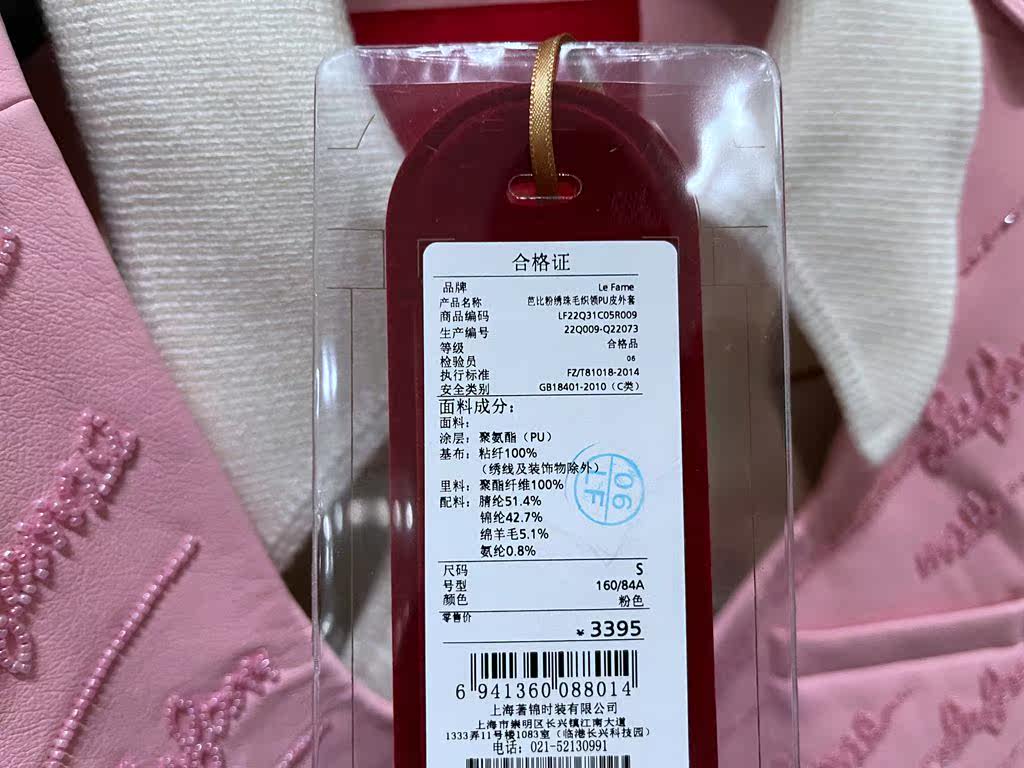 合格证
品牌 Le Fame
产品名称 芭比粉绣珠毛织领PU皮外套
商品编码 LF22Q31C05R009
生产编号 22Q009-Q22073
等级 合格品
检验员 06
执行标准 FZ/T81018-2014
安全类别 GB18401-2010（C类）
面料成分：
面料：
涂层：聚氨酯（PU）
基布：粘纤100%
（绣线及装饰物除外）
里料：聚酯纤维100%
配料：腈纶51.4%
锦纶42.7%
绵羊毛5.1%
氨纶0.8%
06
LF
尺码 S
号型 160/84A
颜色 粉色
零售价
¥ 3395
6 941360 088014
上海著锦时装有限公司
上海市崇明区长兴镇江南大道
1333弄11号楼1083室（临港长兴科技园）
电话：021-52130991